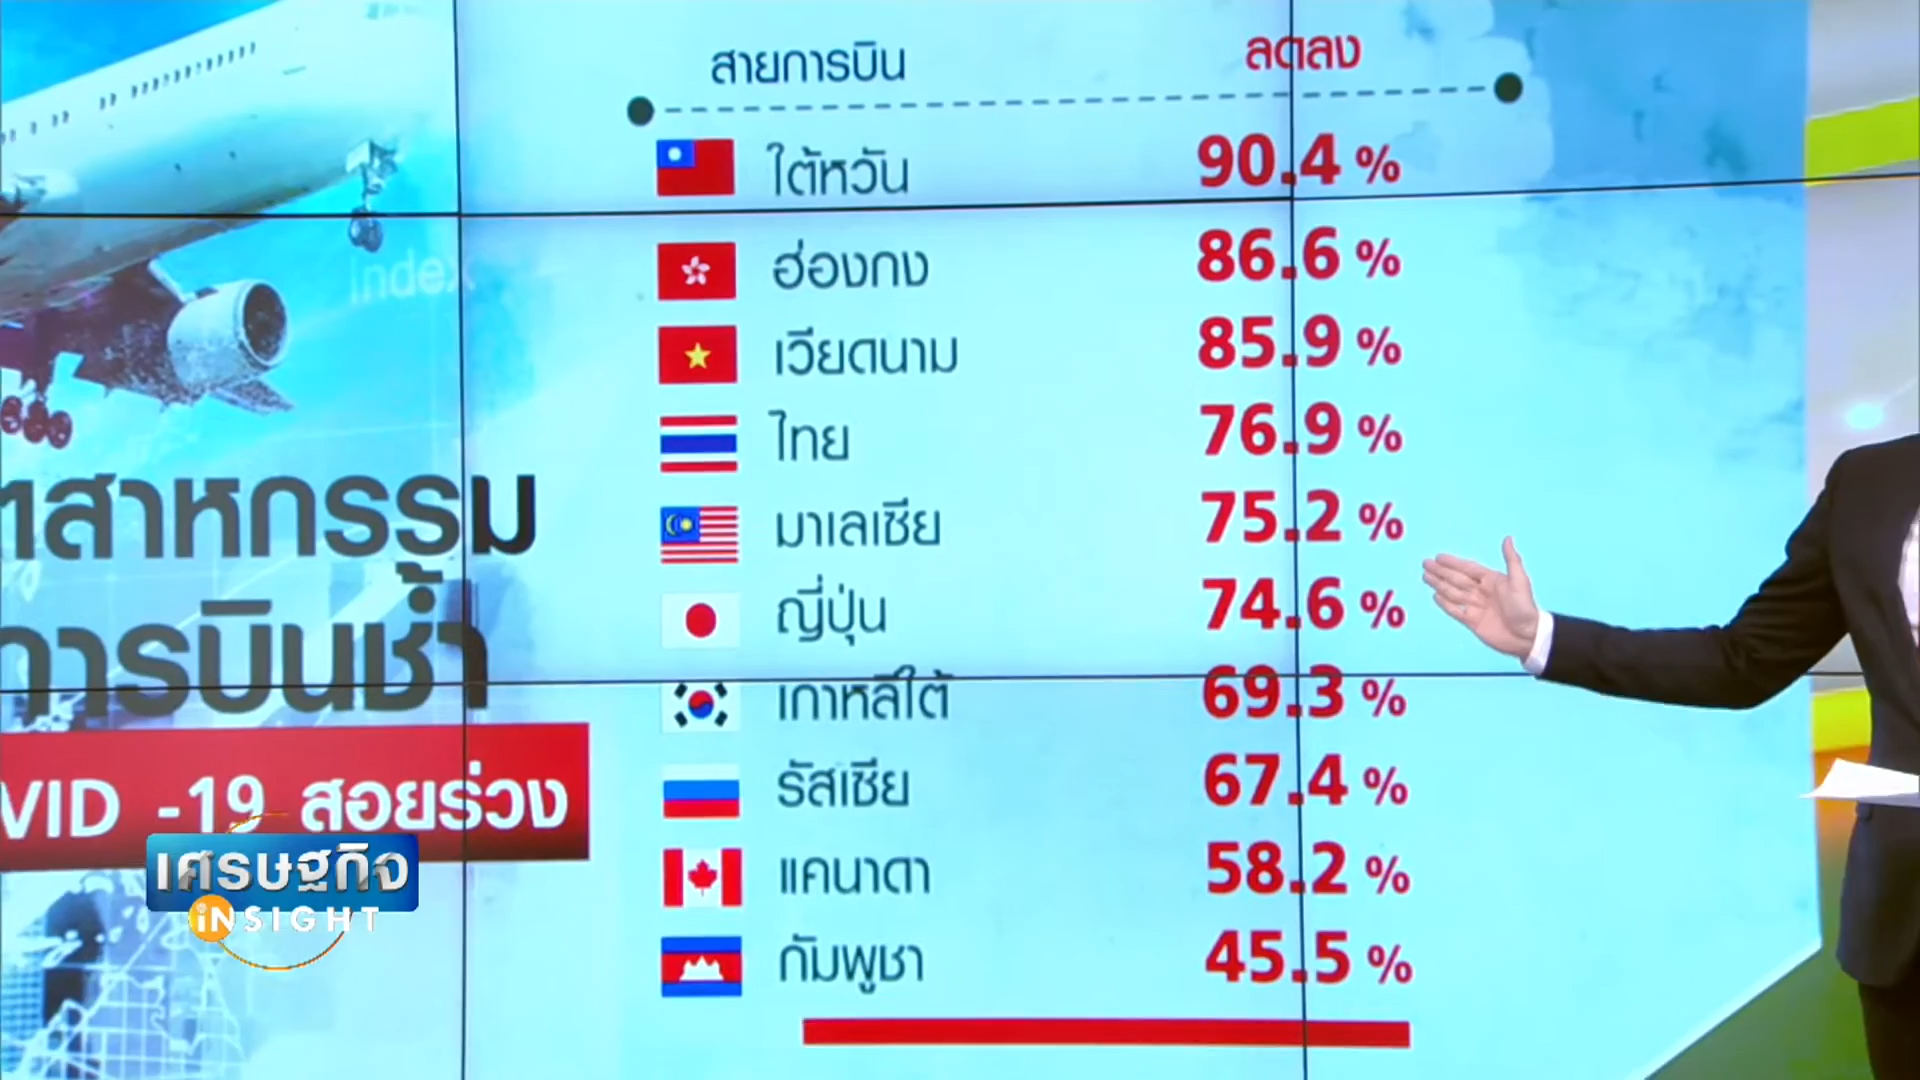 สายการบิน ลดลง
ไต้หวัน 90.4 %
ฮ่องกง 86.6 %
เวียดนาม 85.9 %
ไทย 76.9 %
มาเลเซีย 75.2 %
ญี่ปุ่น 74.6 %
เกาหลีใต้ 69.3 %
รัสเซีย 67.4 %
แคนาดา 58.2 %
กัมพูชา 45.5 %
index
ตสาหกรรม
การบินช้ำ
VID -19 สอยร่วง
เศรษฐกิจ
iNSIGHT